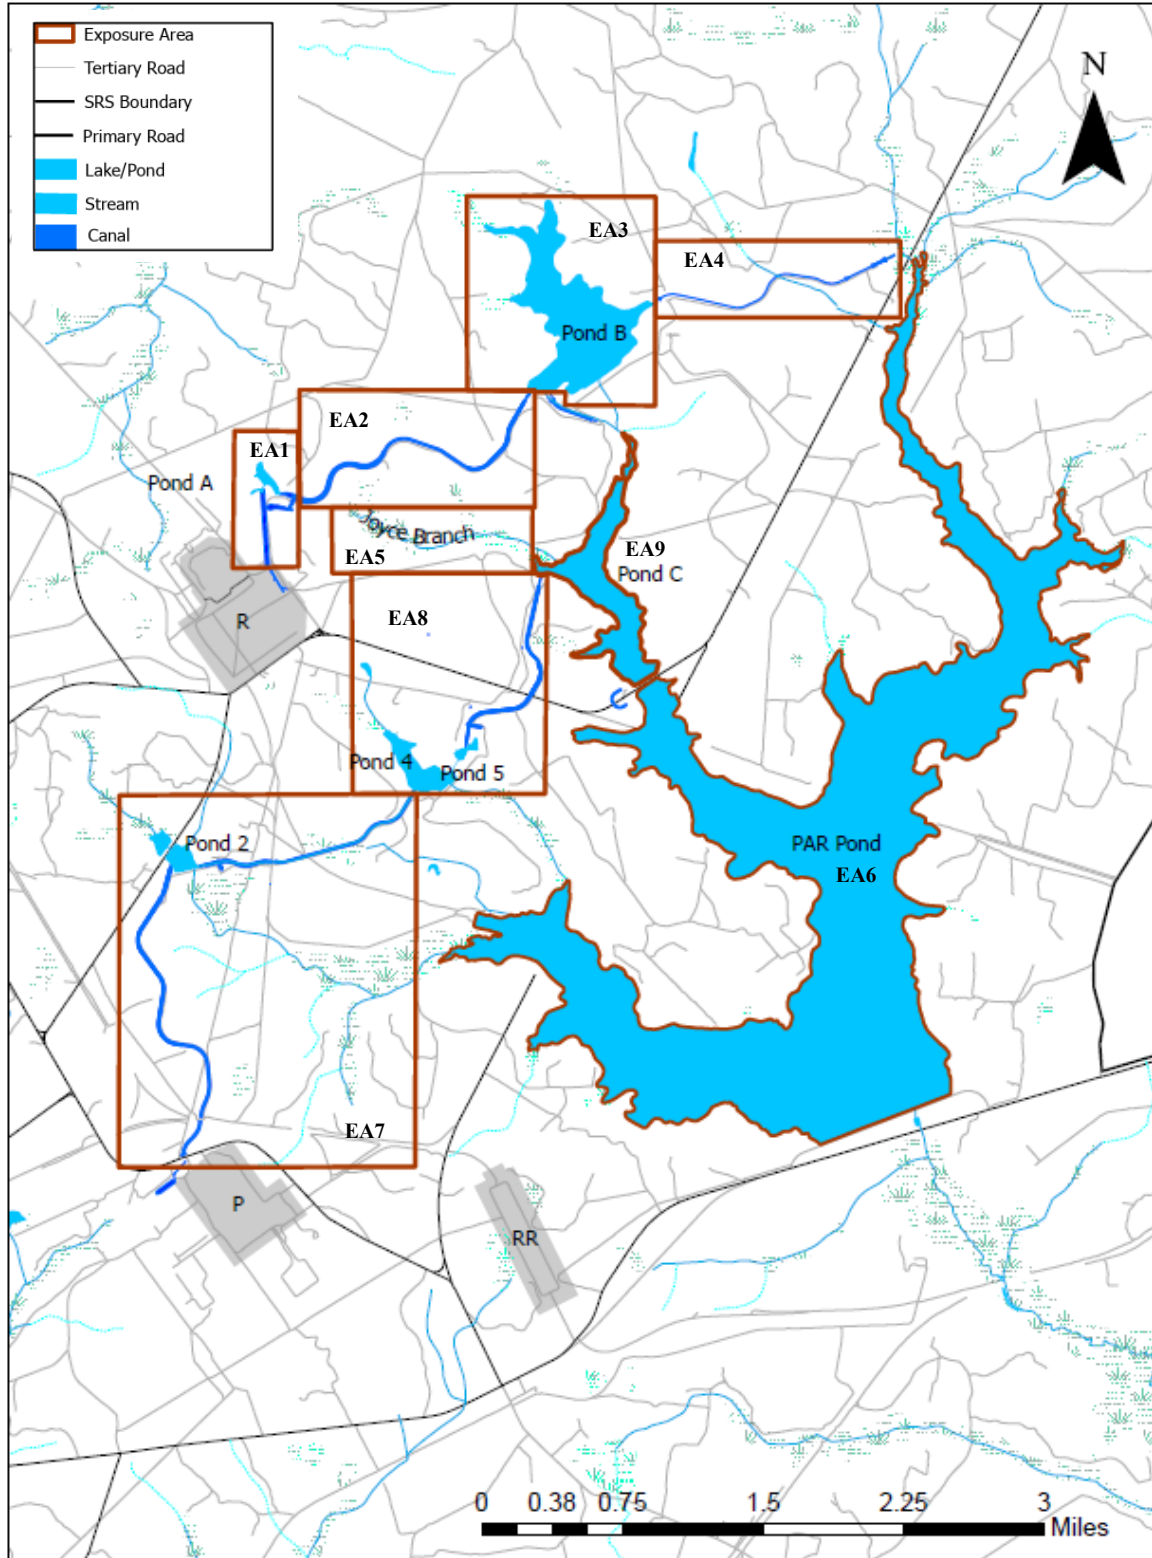 Exposure Area
Tertiary Road
SRS Boundary
Primary Road
Lake/Pond
Stream
Canal
N
EA3
EA4
Pond B
EA2
EA1
Pond A
Joyce Branch
EA5
EA9
Pond C
EA8
R
Pond 4
Pond 5
Pond 2
PAR Pond
EA6
EA7
P
RR
0 0.38 0.75 1.5 2.25 3
Miles